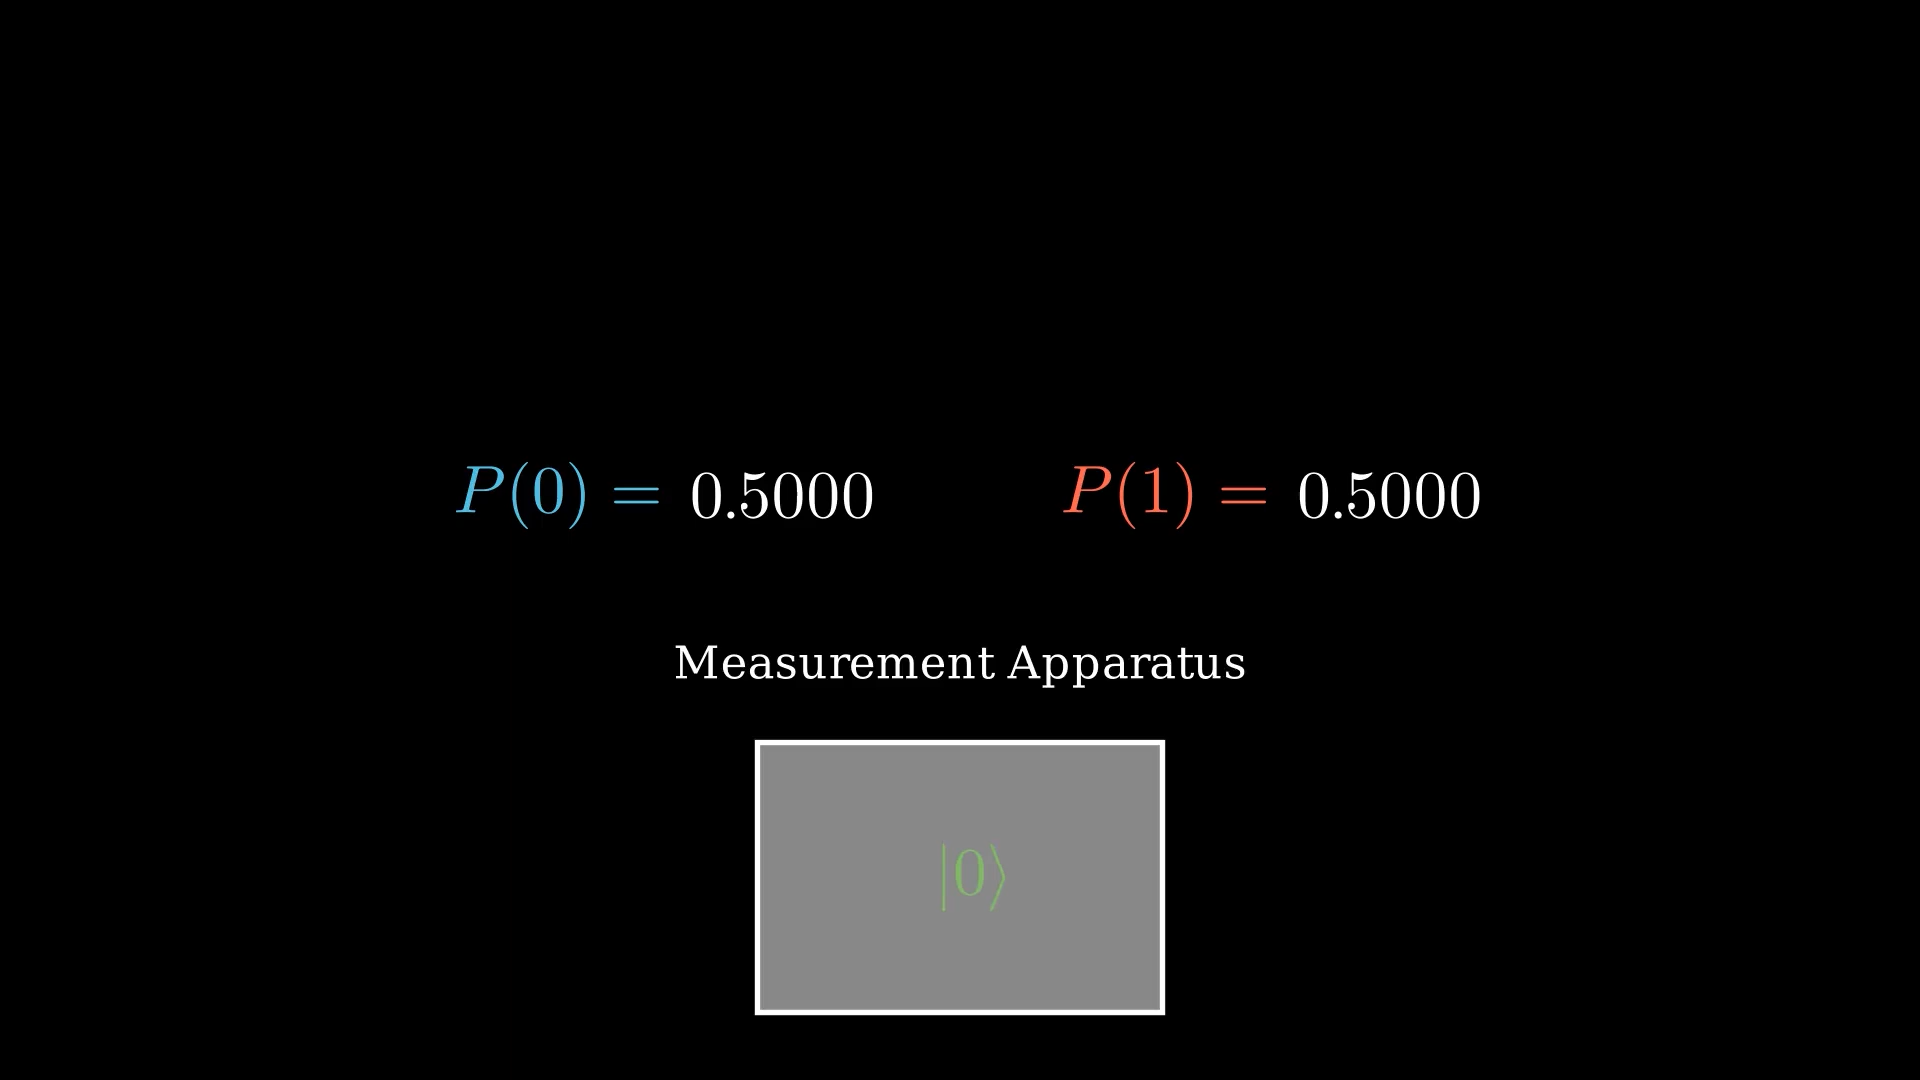 P(0) = 0.5000 P(1) = 0.5000
Measurement Apparatus
|0⟩